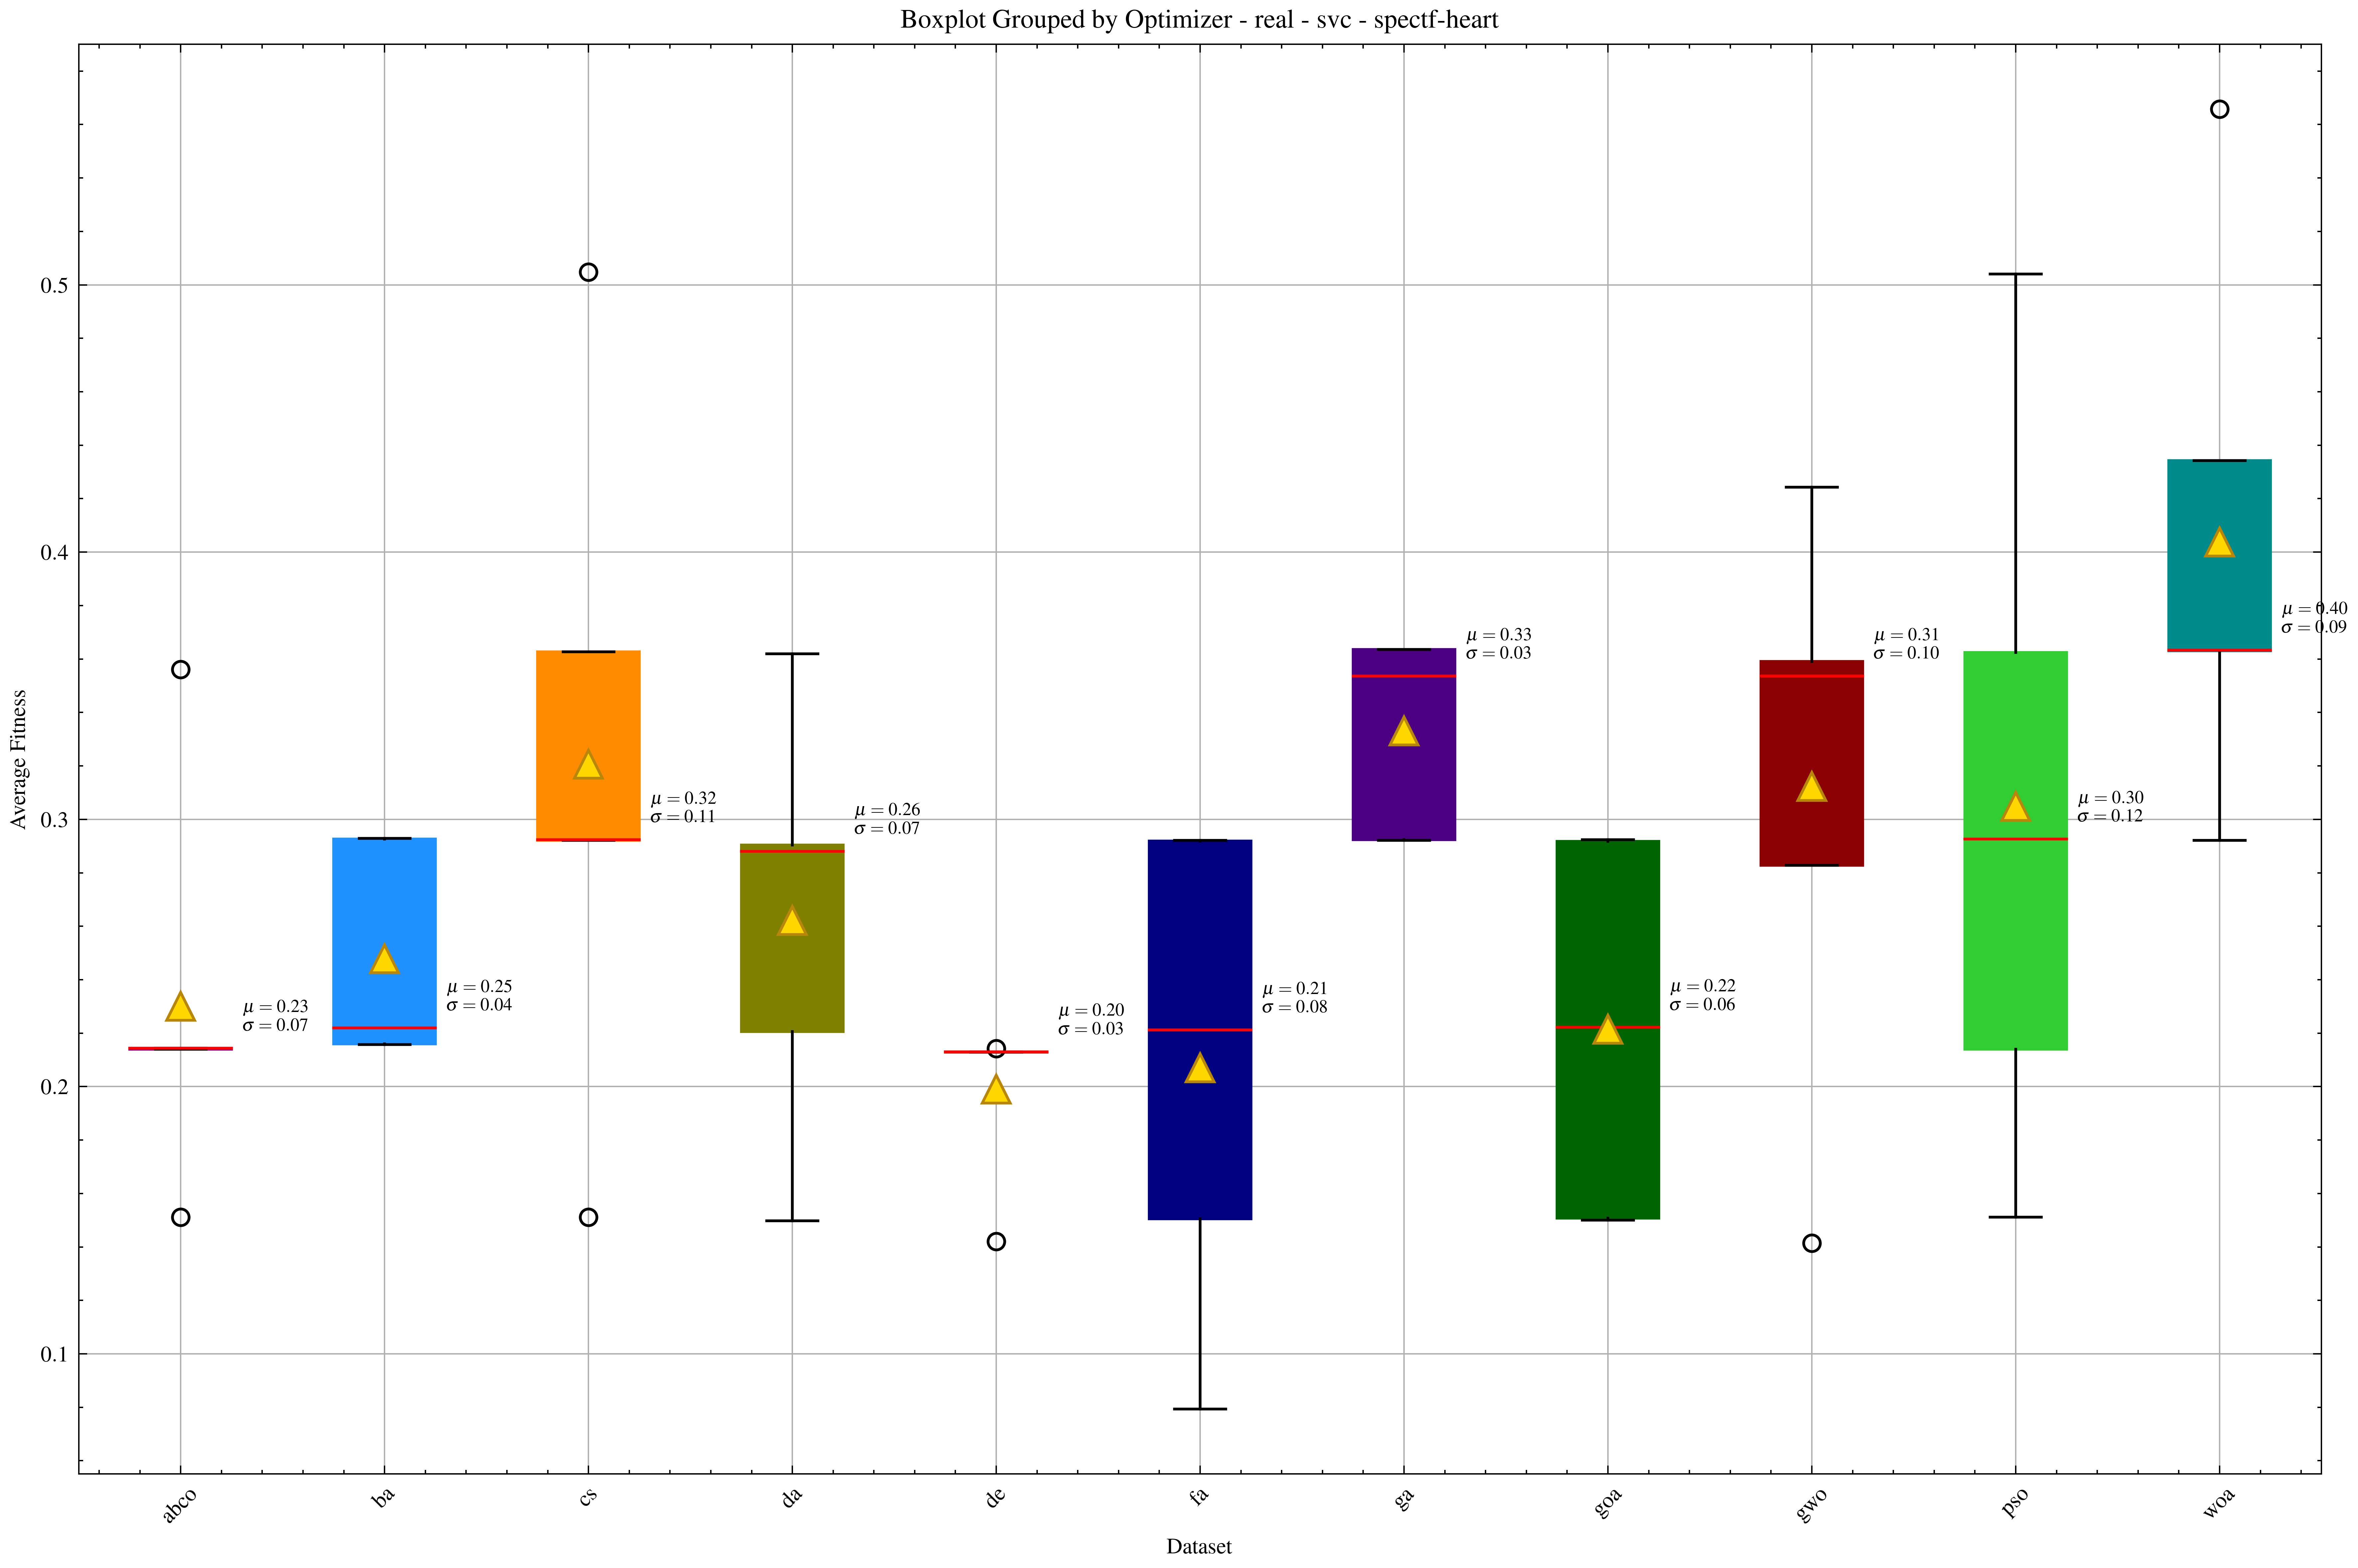 Boxplot Grouped by Optimizer - real - svc - spectf-heart
Average Fitness
0.5
0.4
0.3
0.2
0.1
μ = 0.23
σ = 0.07
μ = 0.25
σ = 0.04
μ = 0.32
σ = 0.11
μ = 0.26
σ = 0.07
μ = 0.20
σ = 0.03
μ = 0.21
σ = 0.08
μ = 0.33
σ = 0.03
μ = 0.22
σ = 0.06
μ = 0.31
σ = 0.10
μ = 0.30
σ = 0.12
μ = 0.40
σ = 0.09
abco
ba
cs
da
de
fa
ga
goa
gwo
pso
woa
Dataset